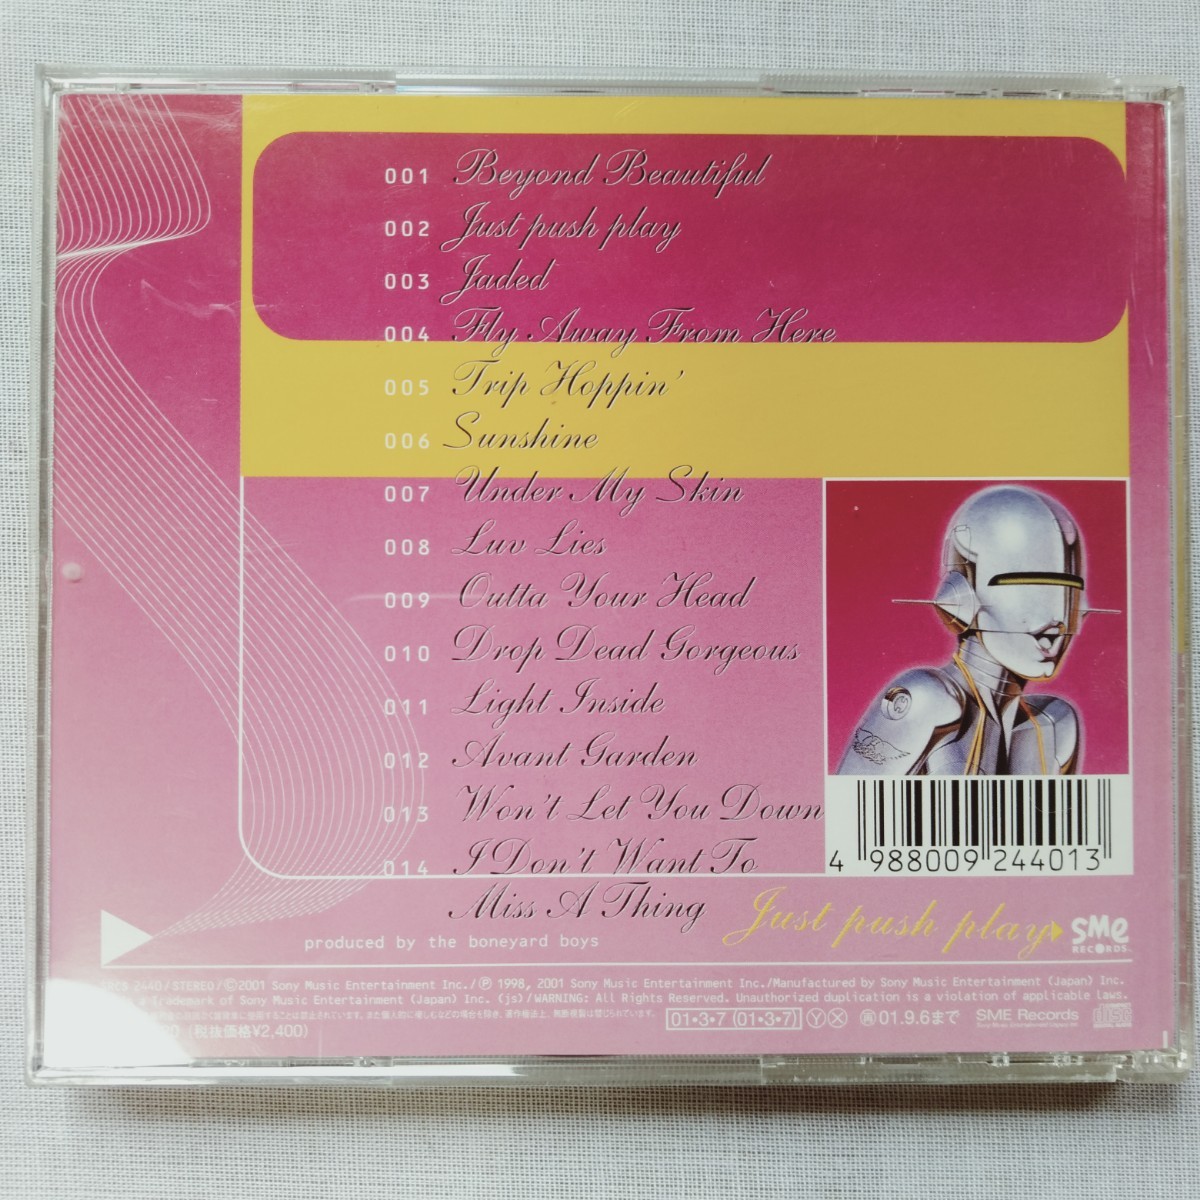 001 Beyond Beautiful
002 Just push play
003 Jaded
004 Fly Away From Here
005 Trip Hoppin'
006 Sunshine
007 Under My Skin
008 Luv Lies
009 Outta Your Head
010 Drop Dead Gorgeous
011 Light Inside
012 Avant Garden
013 Won't Let You Down
014 I Don't Want To
Miss A Thing
4 988009 244013
Just push play
SME
RECORDS
produced by the boneyard boys
2440/STEREO/©2001 Sony Music Entertainment Inc./℗ 1998, 2001 Sony Music Entertainment Inc./Manufactured by Sony Music Entertainment (Japan) Inc.
a Trademark of Sony Music Entertainment (Japan) Inc. (js)/WARNING: All Rights Reserved. Unauthorized duplication is a violation of applicable laws.
(税抜価格¥2,400)
01・3・7 (01・3・7) Ⓨ Ⓧ 再 01.9.6まで SME Records